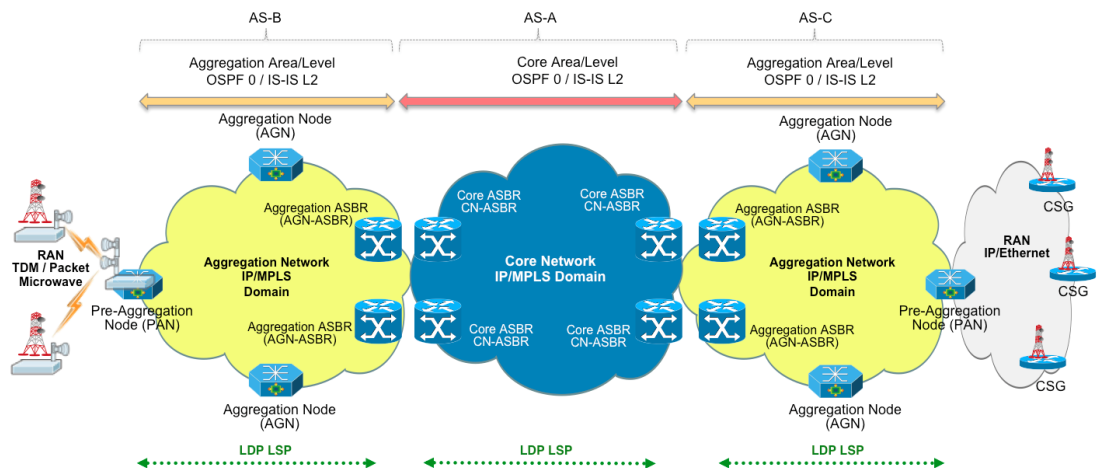 AS-B
AS-A
AS-C
Aggregation Area/Level
OSPF 0 / IS-IS L2
Core Area/Level
OSPF 0 / IS-IS L2
Aggregation Area/Level
OSPF 0 / IS-IS L2
Aggregation Node
(AGN)
Aggregation Node
(AGN)
Aggregation ASBR
(AGN-ASBR)
Core ASBR
CN-ASBR
Core ASBR
CN-ASBR
Aggregation ASBR
(AGN-ASBR)
CSG
RAN
TDM / Packet
Microwave
Aggregation Network
IP/MPLS
Domain
Core Network
IP/MPLS Domain
Aggregation Network
IP/MPLS
Domain
RAN
IP/Ethernet
CSG
Pre-Aggregation
Node (PAN)
Pre-Aggregation
Node (PAN)
Aggregation ASBR
(AGN-ASBR)
Core ASBR
CN-ASBR
Core ASBR
CN-ASBR
Aggregation ASBR
(AGN-ASBR)
CSG
Aggregation Node
(AGN)
Aggregation Node
(AGN)
LDP LSP
LDP LSP
LDP LSP